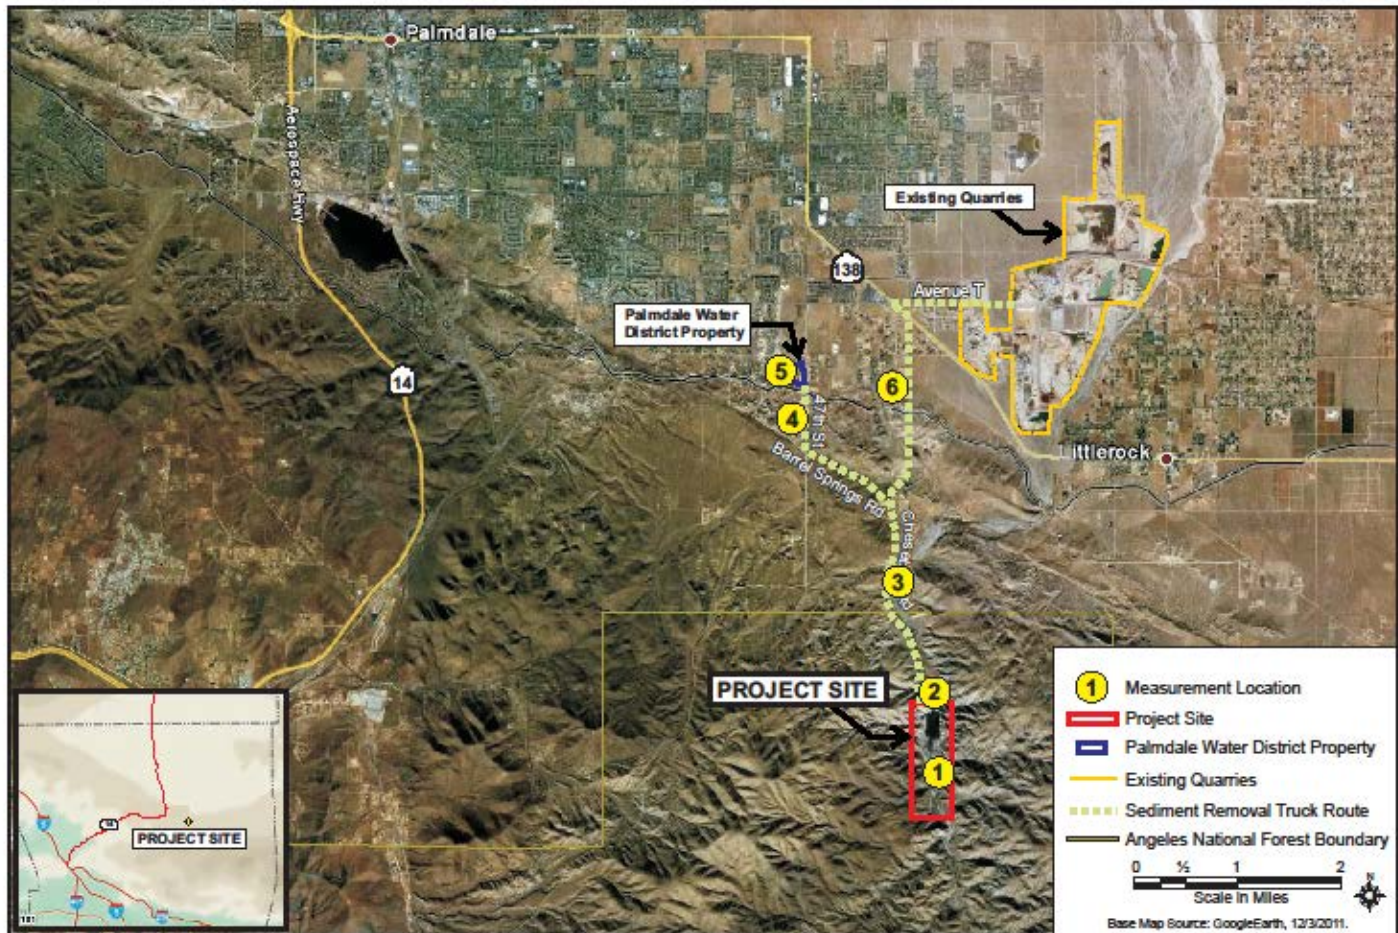 Palmdale
Aerospace Hwy
Existing Quarries
138
Avenue T
Palmdale Water
District Property
5
6
14
4
47th St
Littlerock
Barrel Springs Rd
3
PROJECT SITE
2
1
PROJECT SITE
1 Measurement Location
Project Site
Palmdale Water District Property
Existing Quarries
Sediment Removal Truck Route
Angeles National Forest Boundary
0 ½ 1 2
Scale In Miles
N
Base Map Source: GoogleEarth, 12/3/2011.